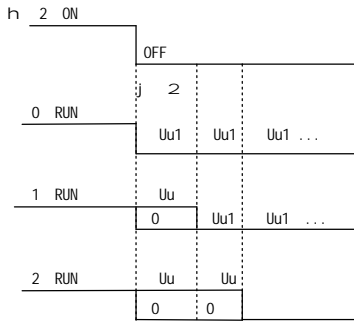 h 2 ON
OFF
j 2
0 RUN
Uu1 Uu1 Uu1 ...
1 RUN
Uu
0 Uu1 Uu1 ...
2 RUN
Uu Uu
0 0